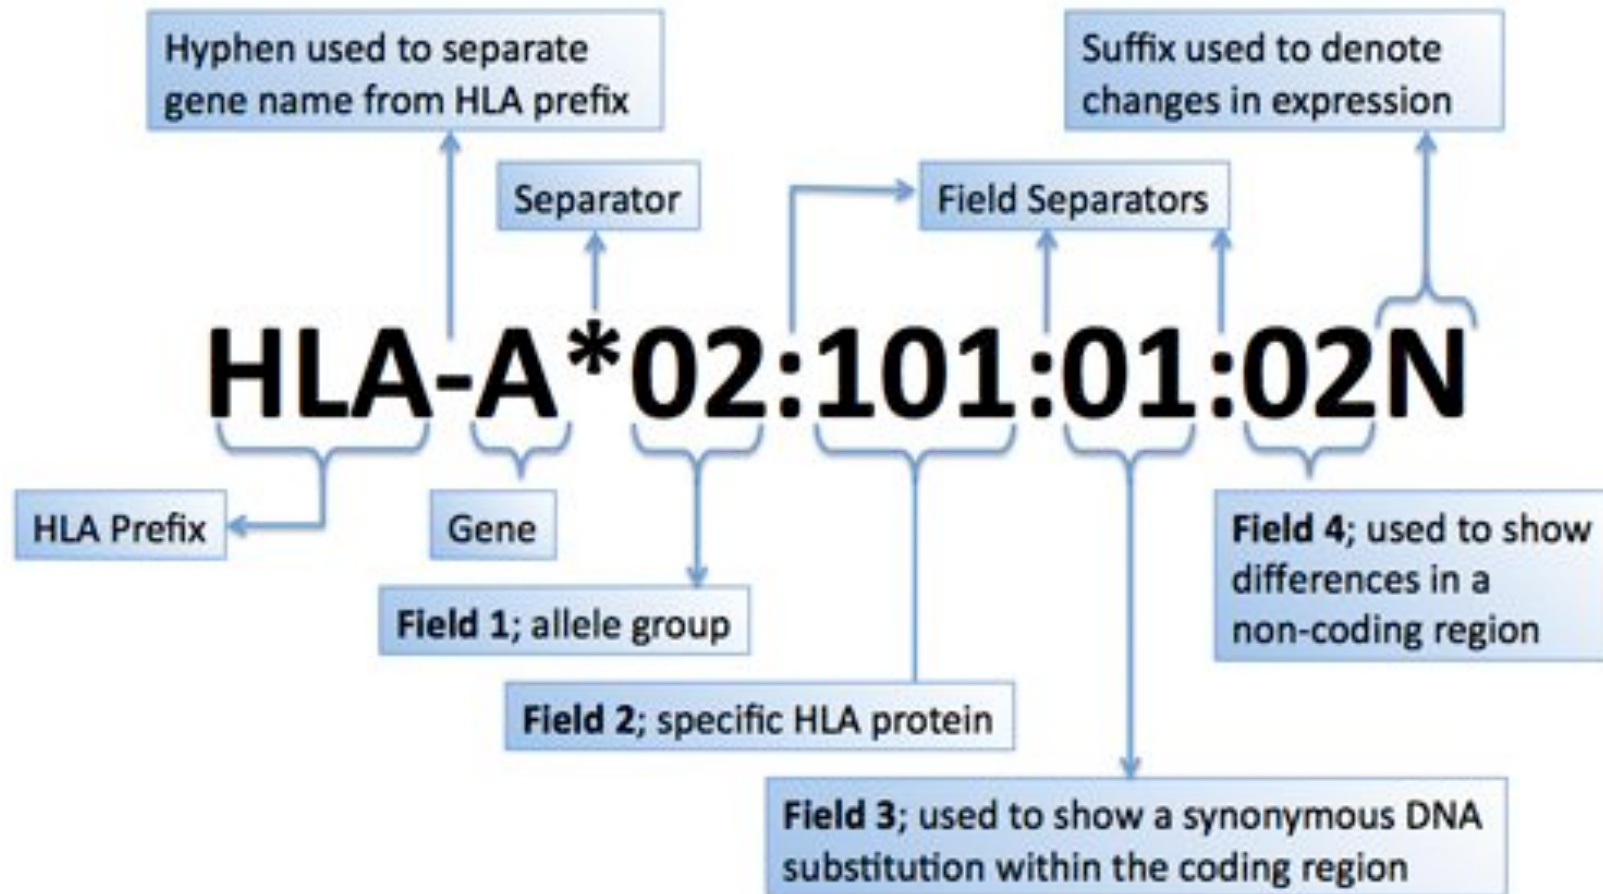 Hyphen used to separate
gene name from HLA prefix
Suffix used to denote
changes in expression
Separator
Field Separators
HLA-A*02:101:01:02N
HLA Prefix
Gene
Field 1; allele group
Field 2; specific HLA protein
Field 3; used to show a synonymous DNA
substitution within the coding region
Field 4; used to show
differences in a
non-coding region